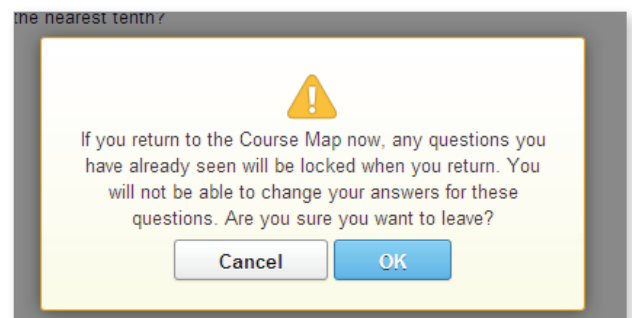 the nearest tenth?
If you return to the Course Map now, any questions you
have already seen will be locked when you return. You
will not be able to change your answers for these
questions. Are you sure you want to leave?
Cancel OK